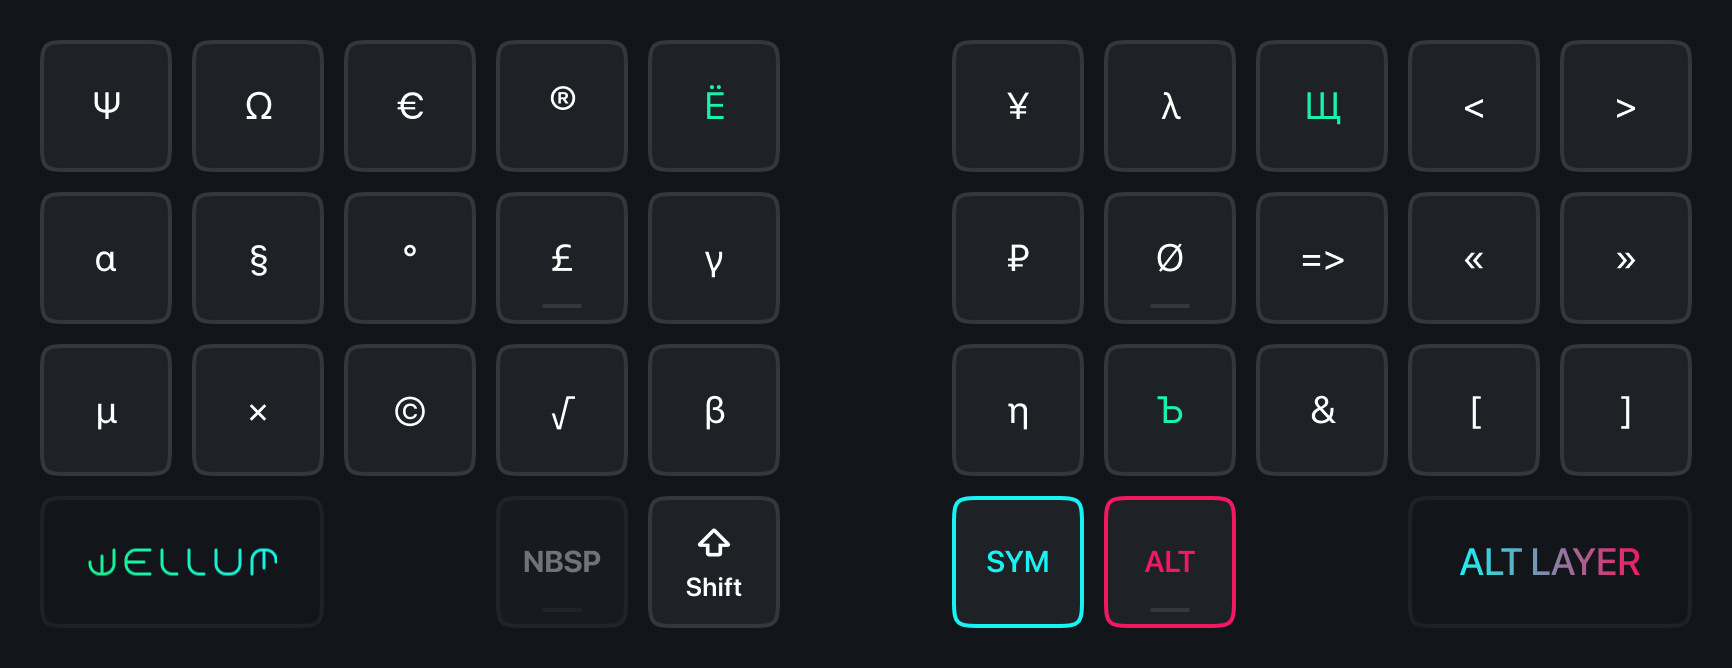 Ψ Ω € ® Ё ¥ λ Щ < >
α § ° £ γ ₽ Ø => « »
μ × © √ β η Ъ & [ ]
WELLUM NBSP Shift SYM ALT ALT LAYER